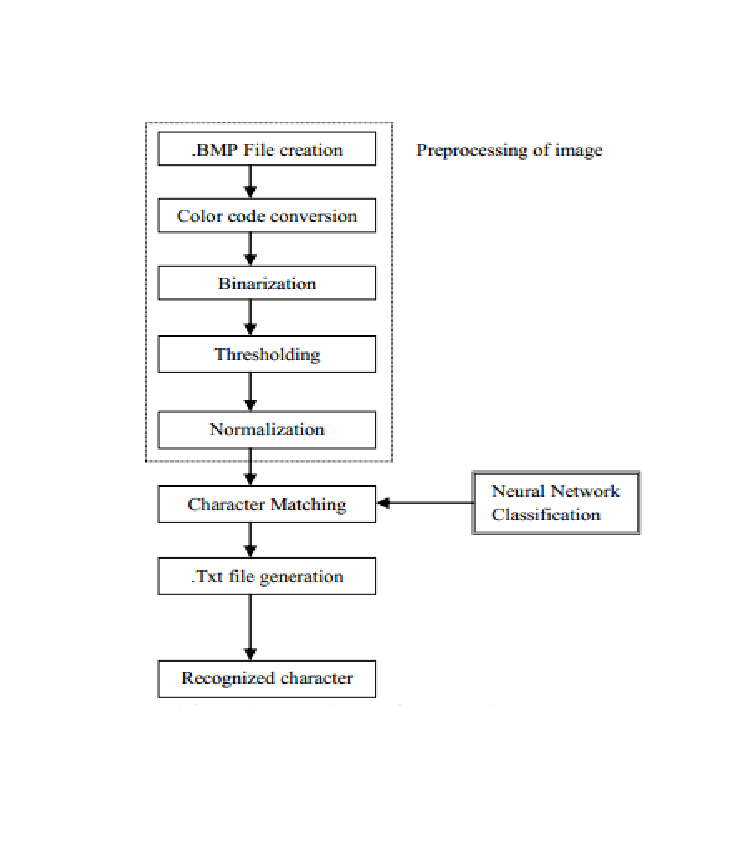 .BMP File creation
Preprocessing of image
Color code conversion
Binarization
Thresholding
Normalization
Character Matching
Neural Network
Classification
.Txt file generation
Recognized character